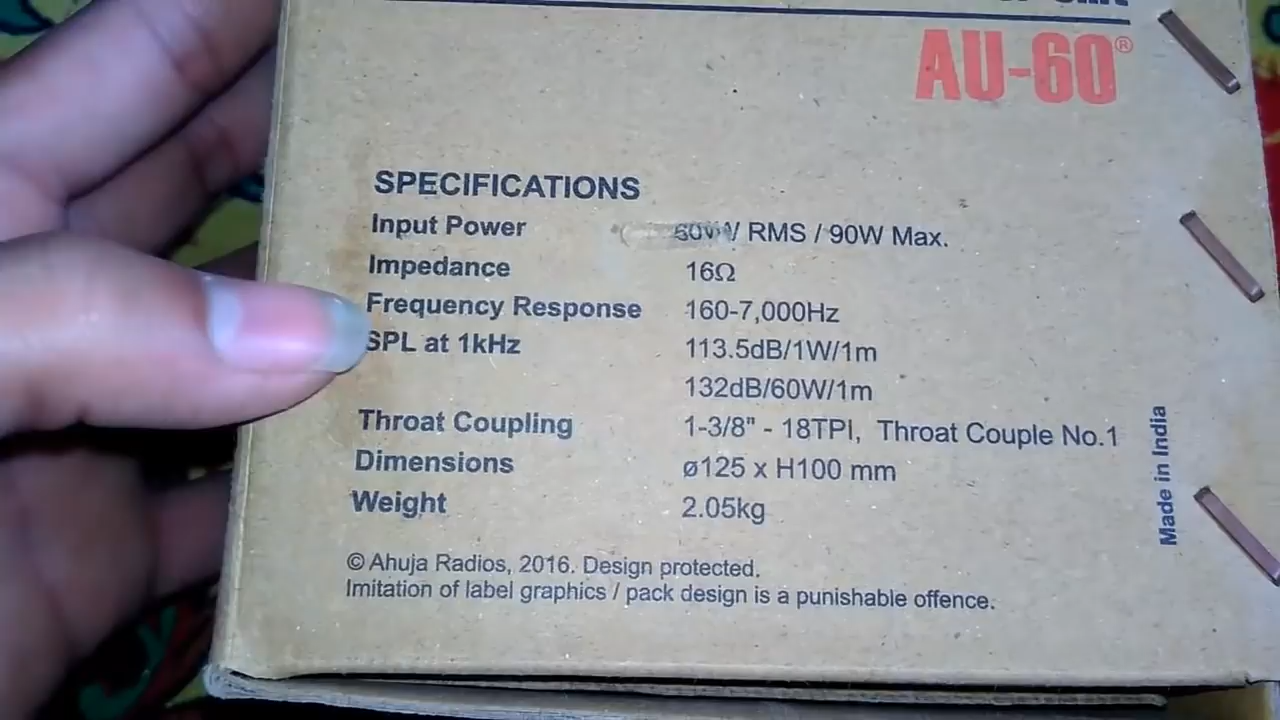 AU-60®
SPECIFICATIONS
Input Power 60W RMS / 90W Max.
Impedance 16Ω
Frequency Response 160-7,000Hz
SPL at 1kHz 113.5dB/1W/1m
132dB/60W/1m
Throat Coupling 1-3/8" - 18TPI, Throat Couple No.1
Dimensions ø125 x H100 mm
Weight 2.05kg
Made in India
© Ahuja Radios, 2016. Design protected.
Imitation of label graphics / pack design is a punishable offence.